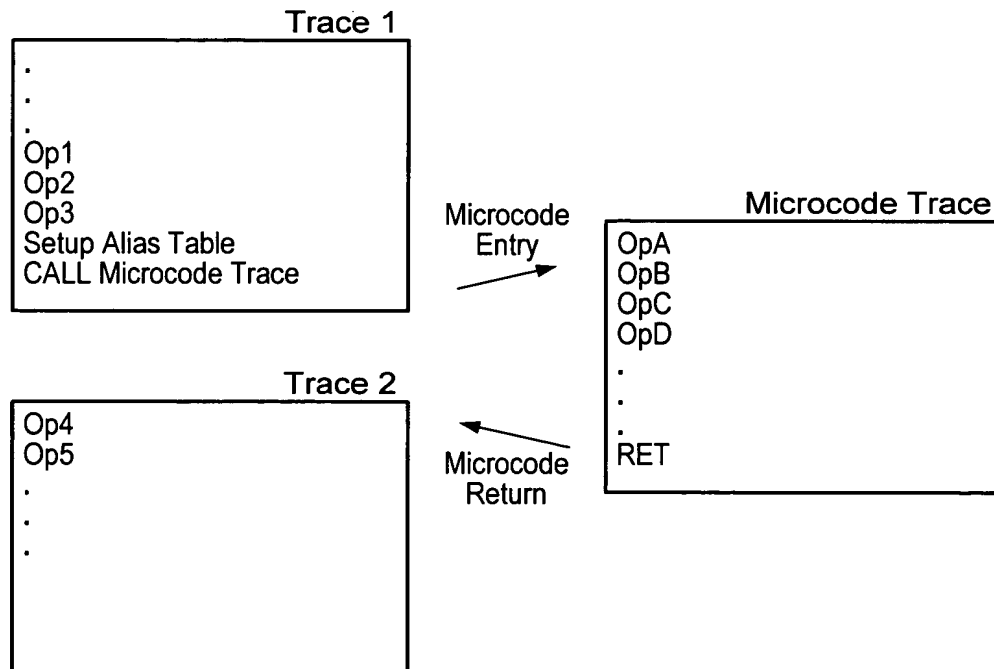 Trace 1
.
.
.
Op1
Op2
Op3
Setup Alias Table
CALL Microcode Trace
Microcode
Entry
Microcode Trace
OpA
OpB
OpC
OpD
.
.
.
RET
Microcode
Return
Trace 2
Op4
Op5
.
.
.